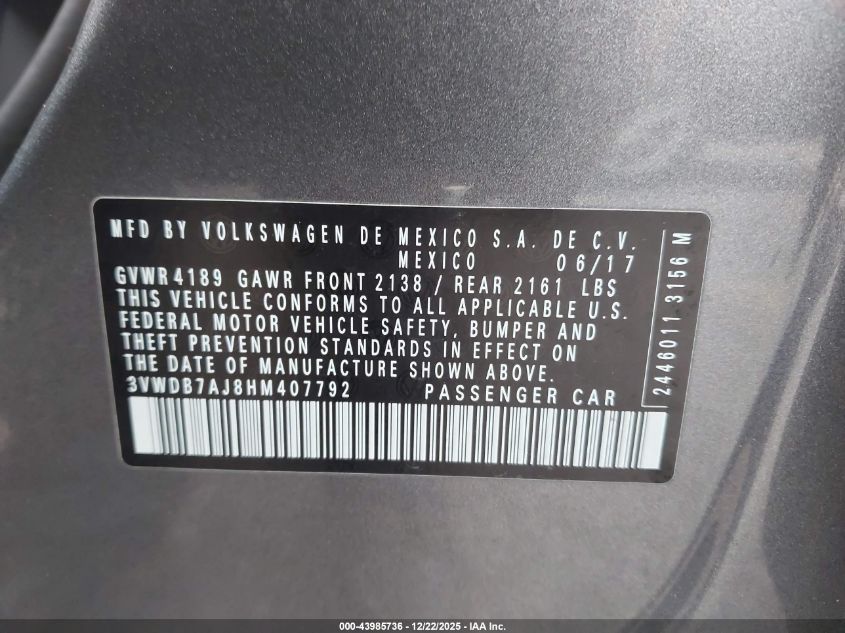 MFD BY VOLKSWAGEN DE MEXICO S.A. DE C.V.
MEXICO 06/17
GVWR 4189 GAWR FRONT 2138 / REAR 2161 LBS
THIS VEHICLE CONFORMS TO ALL APPLICABLE U.S.
FEDERAL MOTOR VEHICLE SAFETY, BUMPER AND
THEFT PREVENTION STANDARDS IN EFFECT ON
THE DATE OF MANUFACTURE SHOWN ABOVE.
3VWDB7AJ8HM407792 PASSENGER CAR
2446011 3156 M
000-43985736 - 12/22/2025 - IAA Inc.